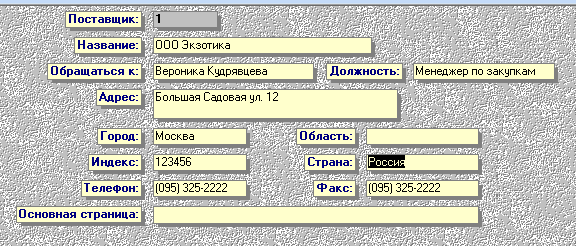 Поставщик: 1
Название: ООО Экзотика
Обращаться к: Вероника Кудрявцева Должность: Менеджер по закупкам
Адрес: Большая Садовая ул. 12
Город: Москва Область:
Индекс: 123456 Страна: Россия
Телефон: (095) 325-2222 Факс: (095) 325-2222
Основная страница: